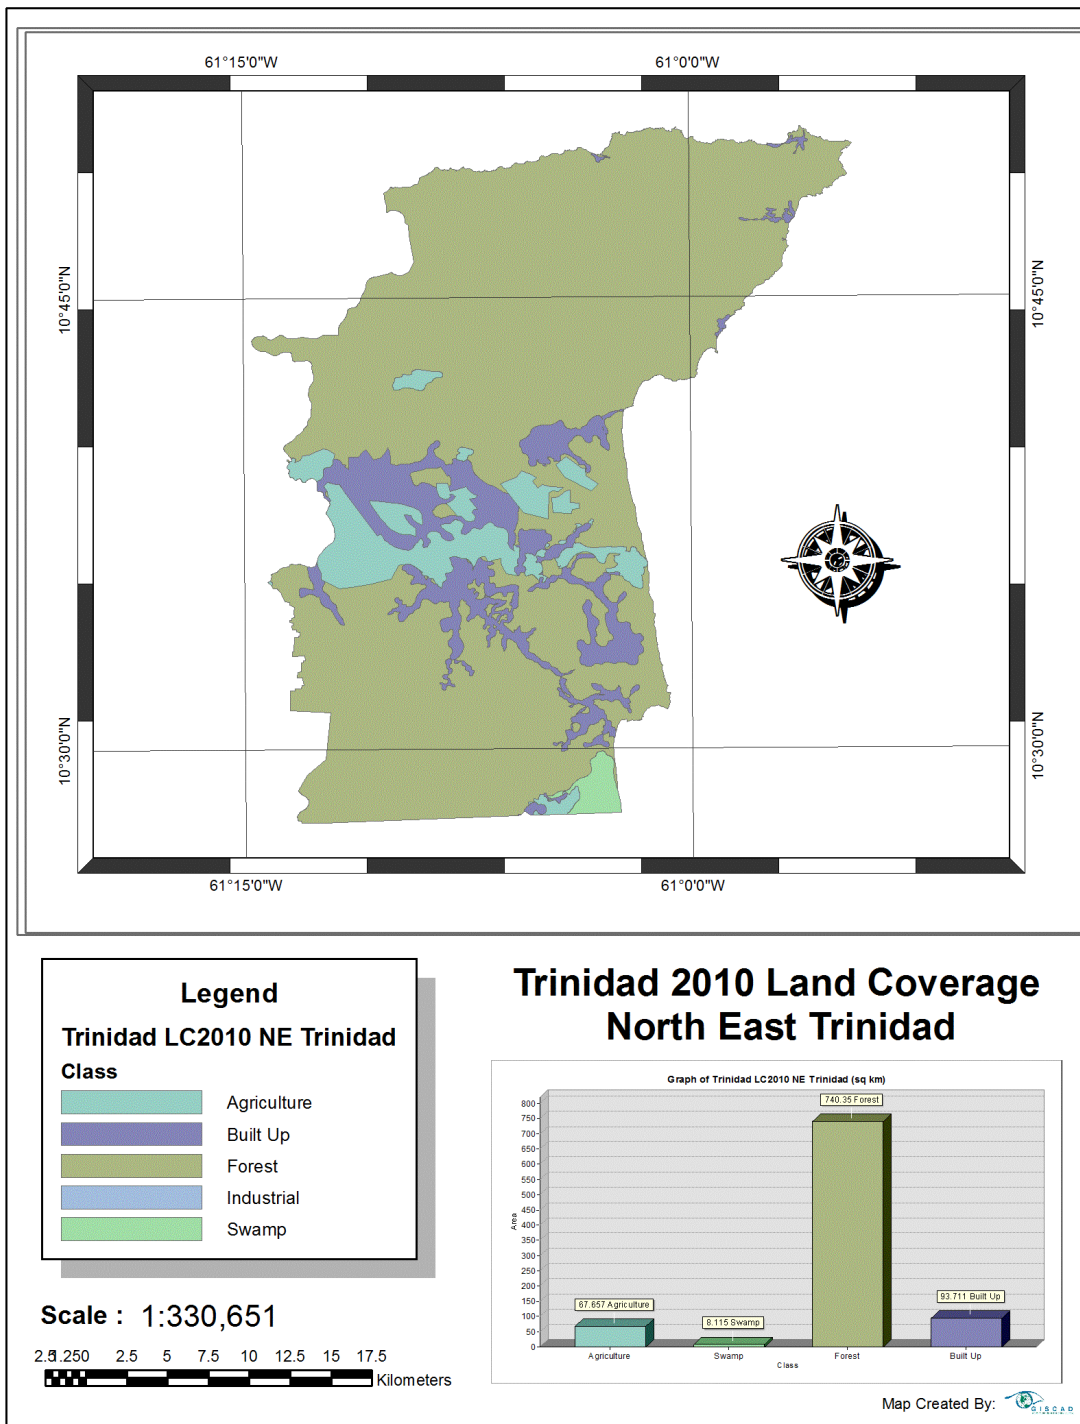 61°15'0"W
61°0'0"W
10°45'0"N
10°45'0"N
10°30'0"N
10°30'0"N
61°15'0"W
61°0'0"W
Legend
Trinidad LC2010 NE Trinidad
Class
Agriculture
Built Up
Forest
Industrial
Swamp
Scale : 1:330,651
2.51.250 2.5 5 7.5 10 12.5 15 17.5
Kilometers
Trinidad 2010 Land Coverage
North East Trinidad
Graph of Trinidad LC2010 NE Trinidad (sq km)
800
750
700
650
600
550
500
450
400
350
300
250
200
150
100
50
0
Area
67.657 Agriculture
8.115 Swamp
740.35 Forest
93.711 Built Up
Agriculture
Swamp
Forest
Built Up
Class
Map Created By:
GISCAD